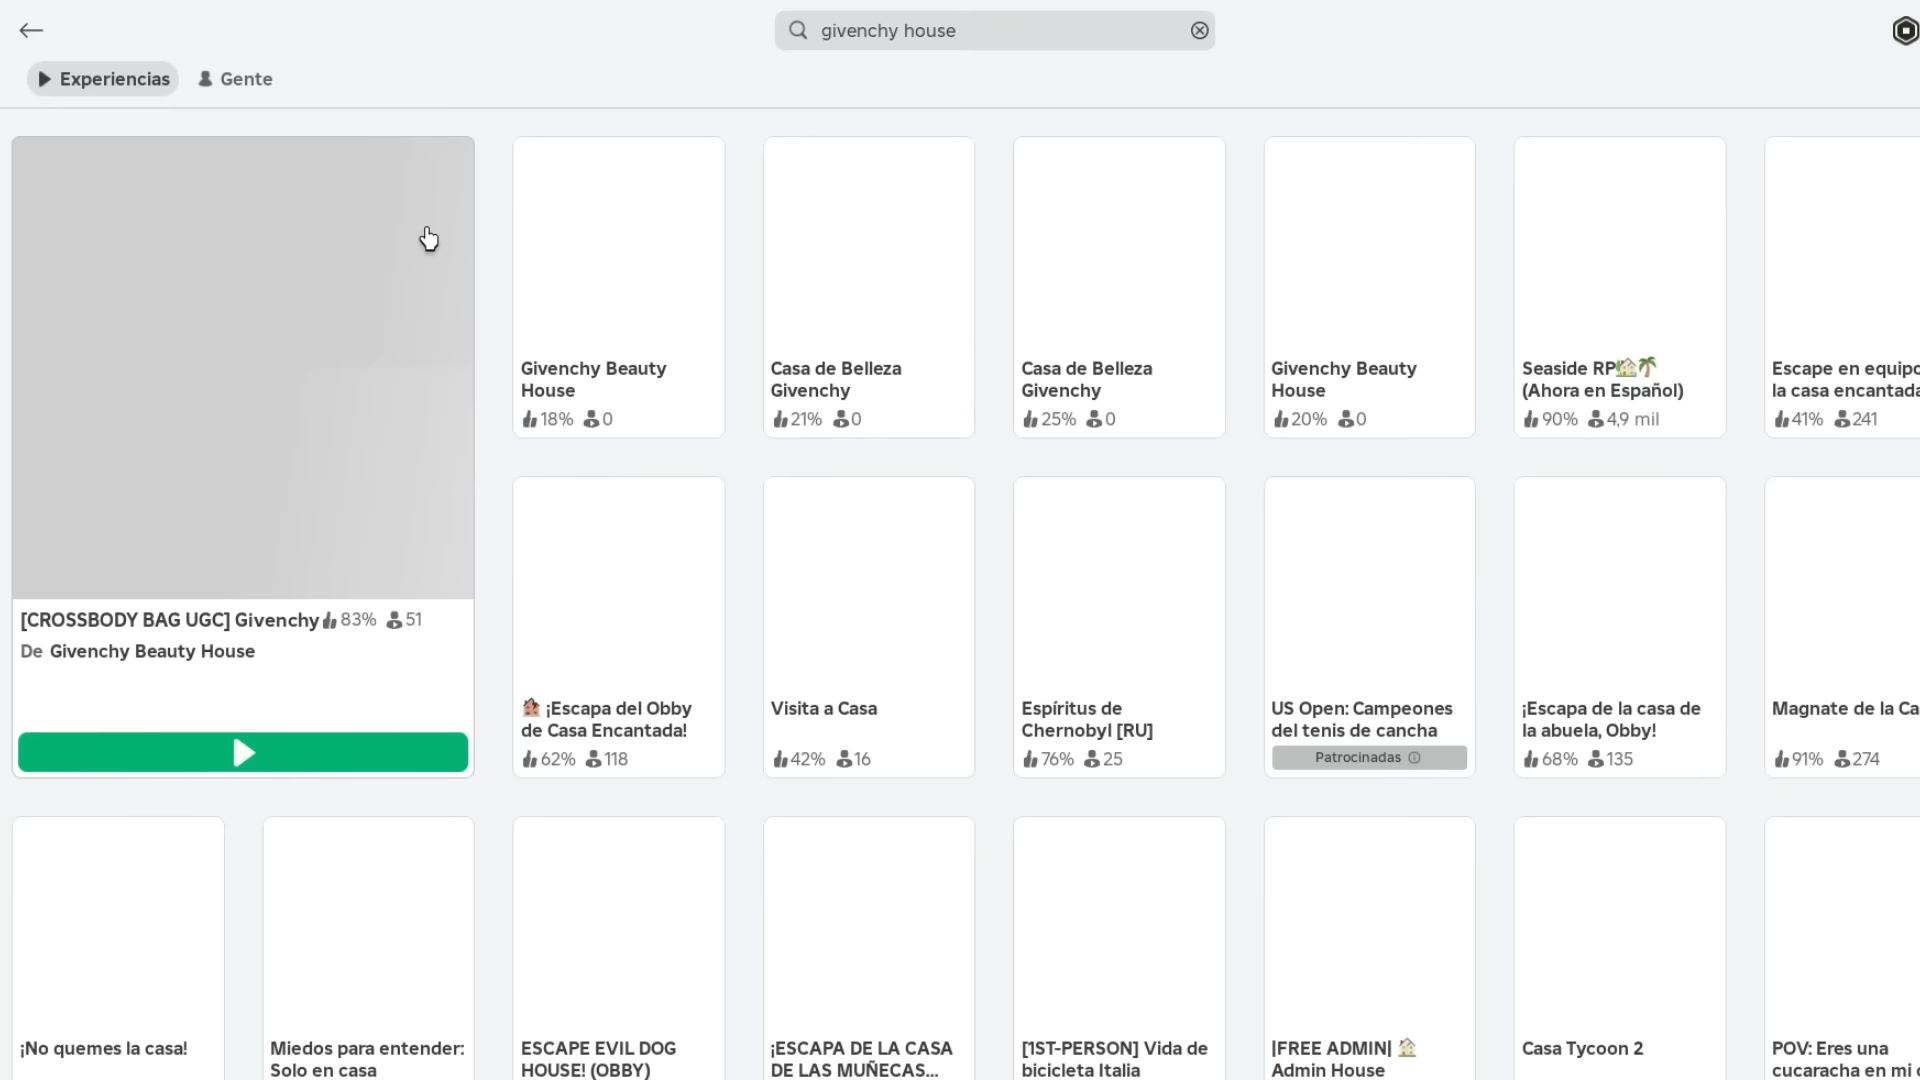 givenchy house
Experiencias
Gente
[CROSSBODY BAG UGC] Givenchy
83% 51
De Givenchy Beauty House
Givenchy Beauty
House
18% 0
Casa de Belleza
Givenchy
21% 0
Casa de Belleza
Givenchy
25% 0
Givenchy Beauty
House
20% 0
Seaside RP🏡🌴
(Ahora en Español)
90% 4,9 mil
Escape en equipo
la casa encantada
41% 241
🏚️ ¡Escapa del Obby
de Casa Encantada!
62% 118
Visita a Casa
42% 16
Espíritus de
Chernobyl [RU]
76% 25
US Open: Campeones
del tenis de cancha
Patrocinadas
¡Escapa de la casa de
la abuela, Obby!
68% 135
Magnate de la Ca
91% 274
¡No quemes la casa!
Miedos para entender:
Solo en casa
ESCAPE EVIL DOG
HOUSE! (OBBY)
¡ESCAPA DE LA CASA
DE LAS MUÑECAS...
[1ST-PERSON] Vida de
bicicleta Italia
|FREE ADMIN| 🏠
Admin House
Casa Tycoon 2
POV: Eres una
cucaracha en mi